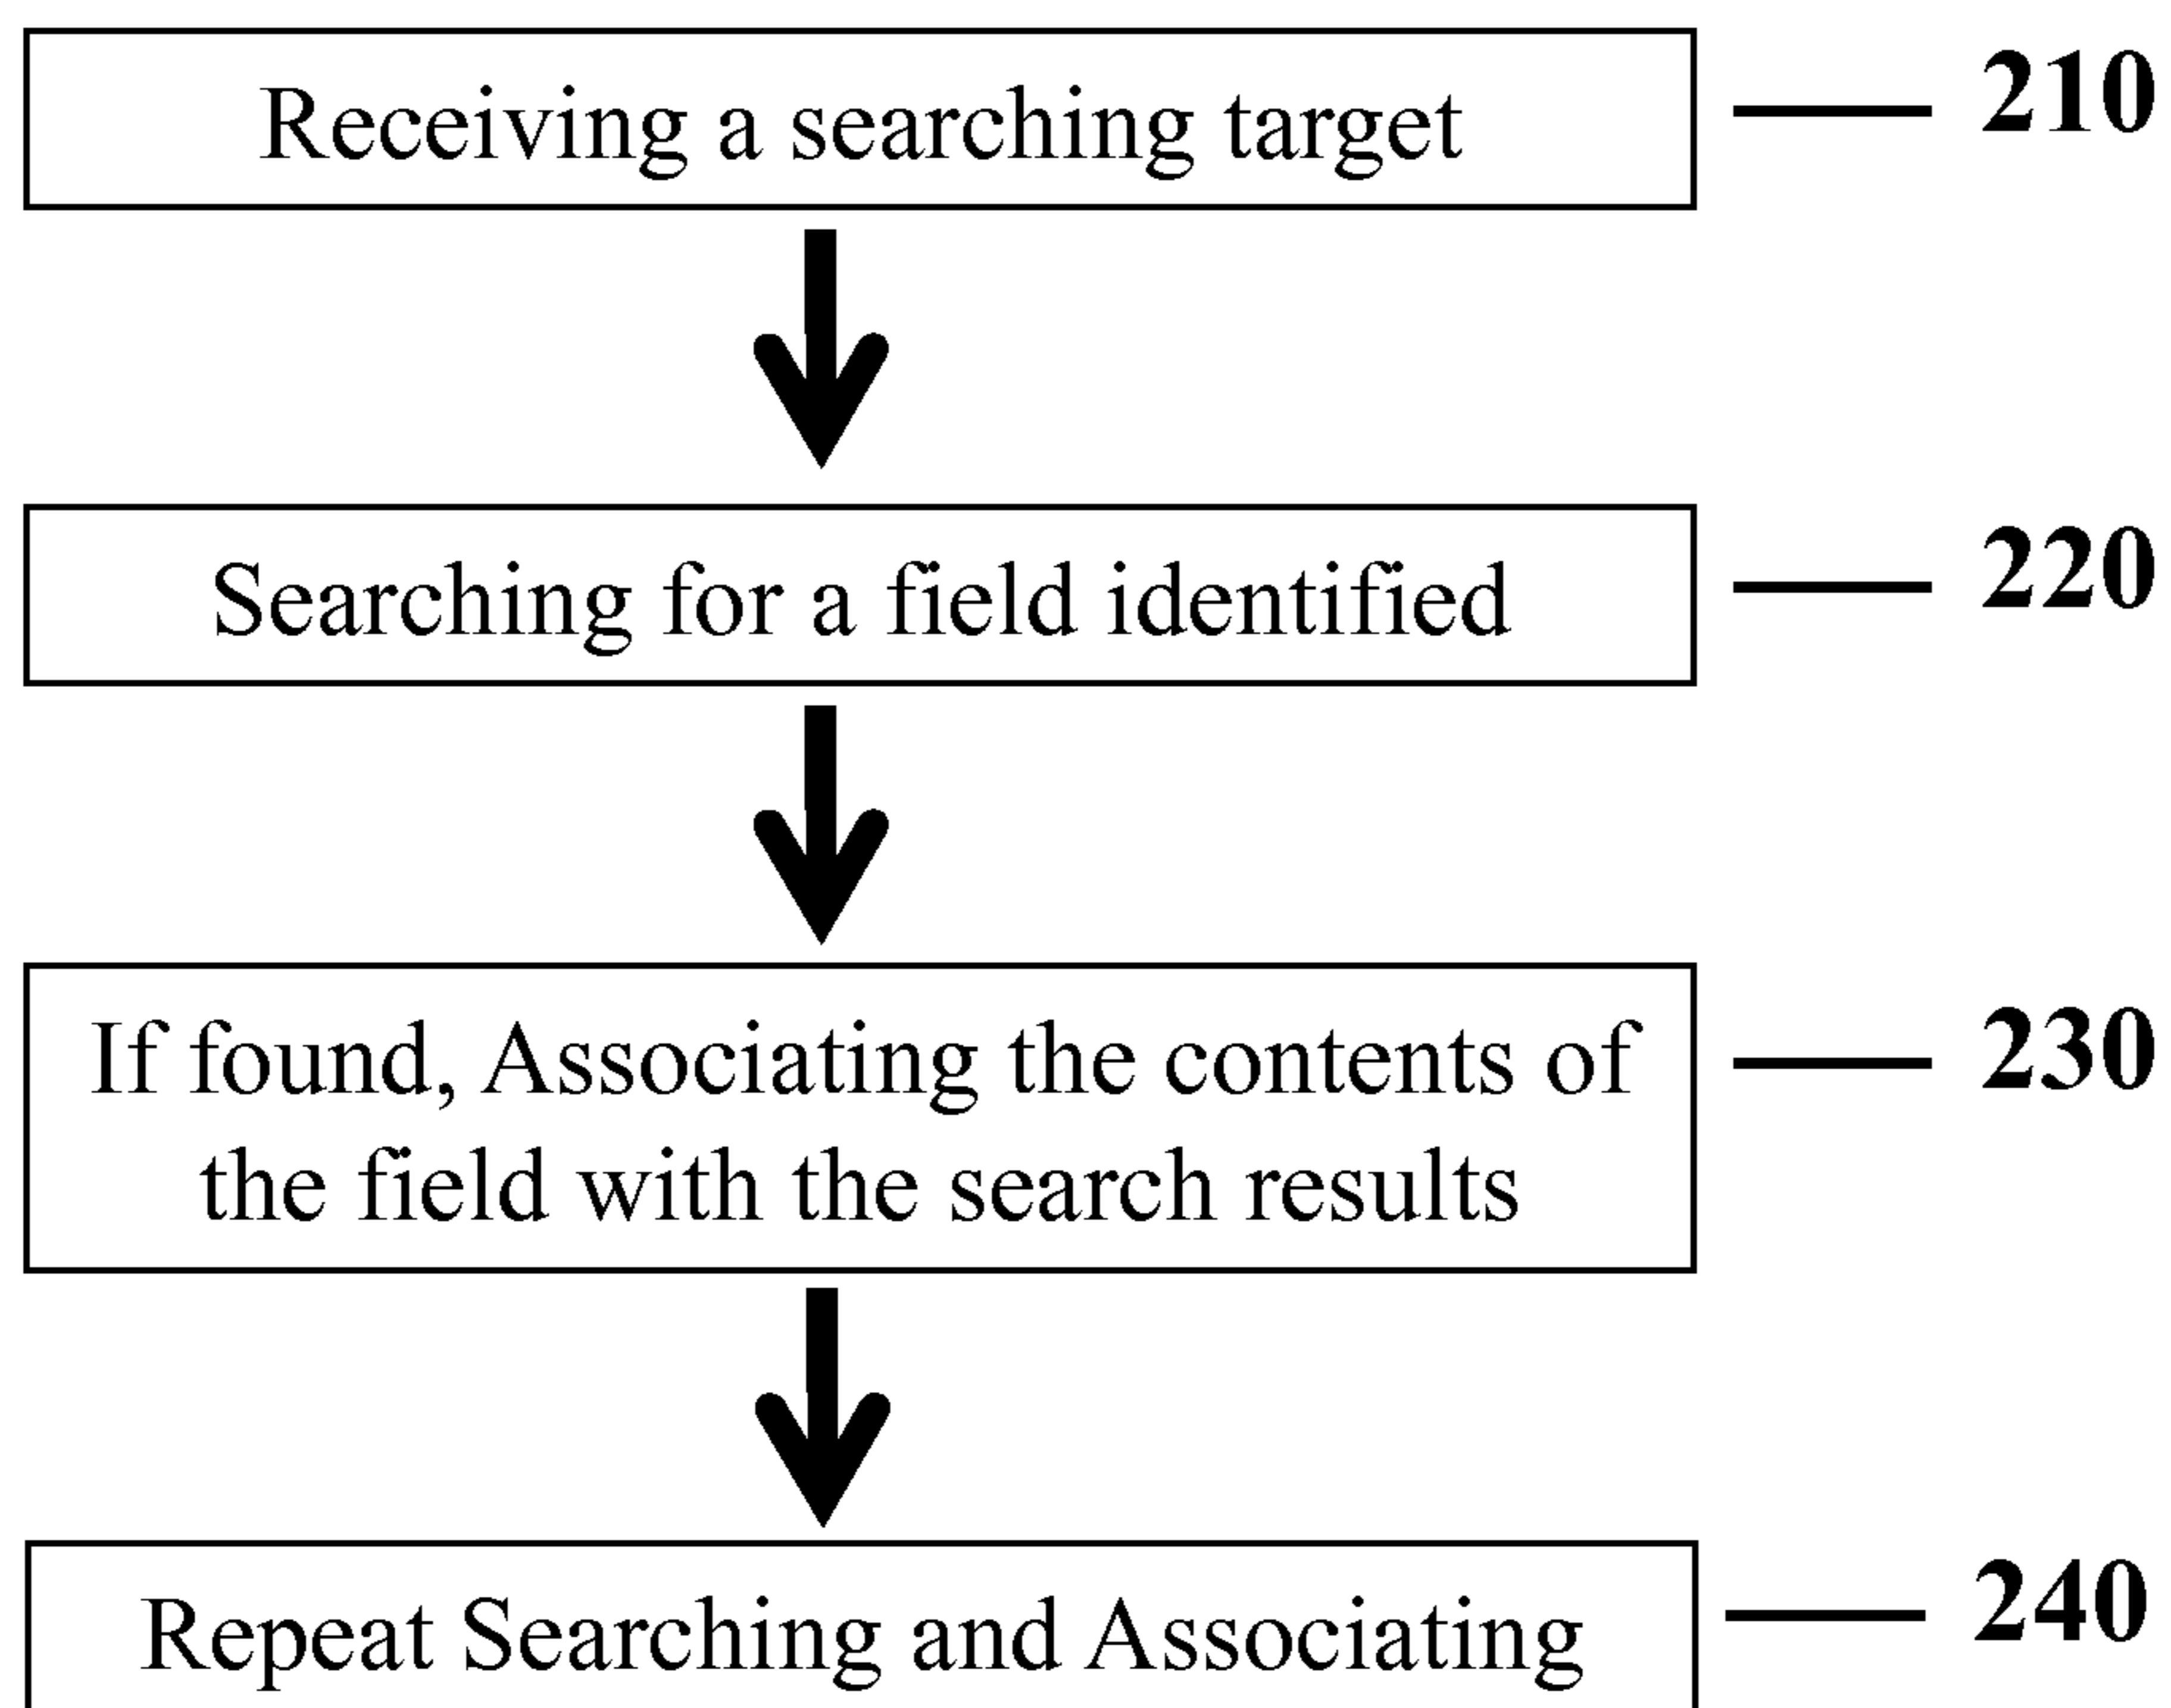 Receiving a searching target
210
Searching for a field identified
220
If found, Associating the contents of
the field with the search results
230
Repeat Searching and Associating
240